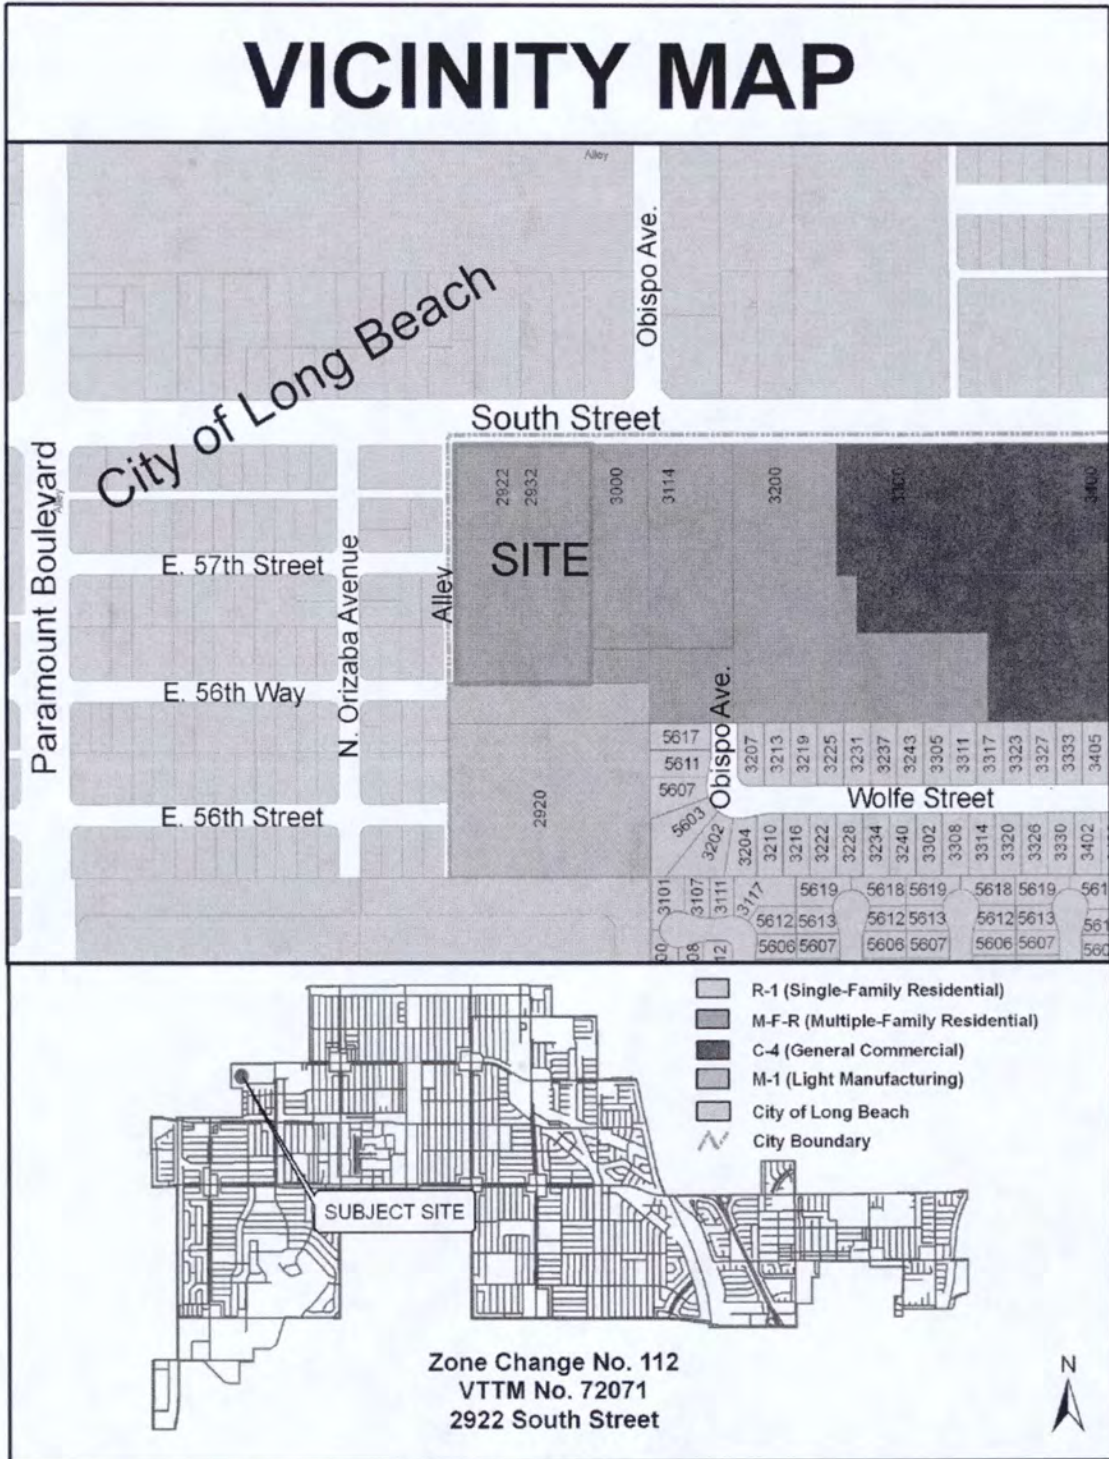 VICINITY MAP
Alley
Obispo Ave.
City of Long Beach
South Street
Paramount Boulevard
Alley
2922
2932
3000
3114
3200
3300
3400
SITE
E. 57th Street
N. Orizaba Avenue
Alley
E. 56th Way
E. 56th Street
2920
Obispo Ave.
5617
5611
5607
5603
3202
3207
3213
3219
3225
3231
3237
3243
3305
3311
3317
3323
3327
3333
3405
Wolfe Street
3204
3210
3216
3222
3228
3234
3240
3302
3308
3314
3320
3326
3330
3402
3101
3107
3111
3117
5619
5618 5619
5618 5619
5612 5613
5612 5613
5612 5613
5606 5607
5606 5607
5606 5607
R-1 (Single-Family Residential)
M-F-R (Multiple-Family Residential)
C-4 (General Commercial)
M-1 (Light Manufacturing)
City of Long Beach
City Boundary
SUBJECT SITE
Zone Change No. 112
VTTM No. 72071
2922 South Street
N